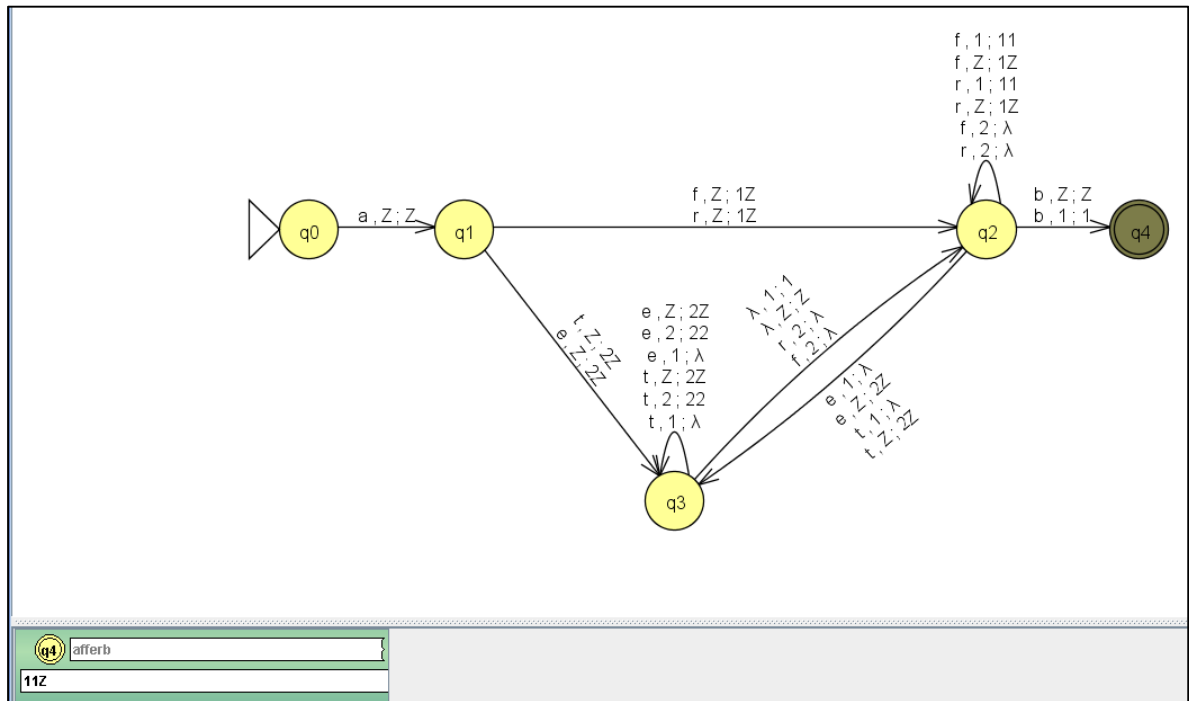 f , 1 ; 11
f , Z ; 1Z
r , 1 ; 11
r , Z ; 1Z
f , 2 ; λ
r , 2 ; λ
f , Z ; 1Z
r , Z ; 1Z
b , Z ; Z
b , 1 ; 1
a , Z ; Z
q0
q1
q2
q4
t , Z ; 2Z
e , Z ; 2Z
e , Z ; 2Z
e , 2 ; 22
e , 1 ; λ
t , Z ; 2Z
t , 2 ; 22
t , 1 ; λ
λ , 1 ; 1
λ , Z ; Z
r , 2 ; λ
f , 2 ; λ
e , 1 ; λ
e , Z ; 2Z
t , 1 ; λ
t , Z ; 2Z
q3
q4 afferb
11Z